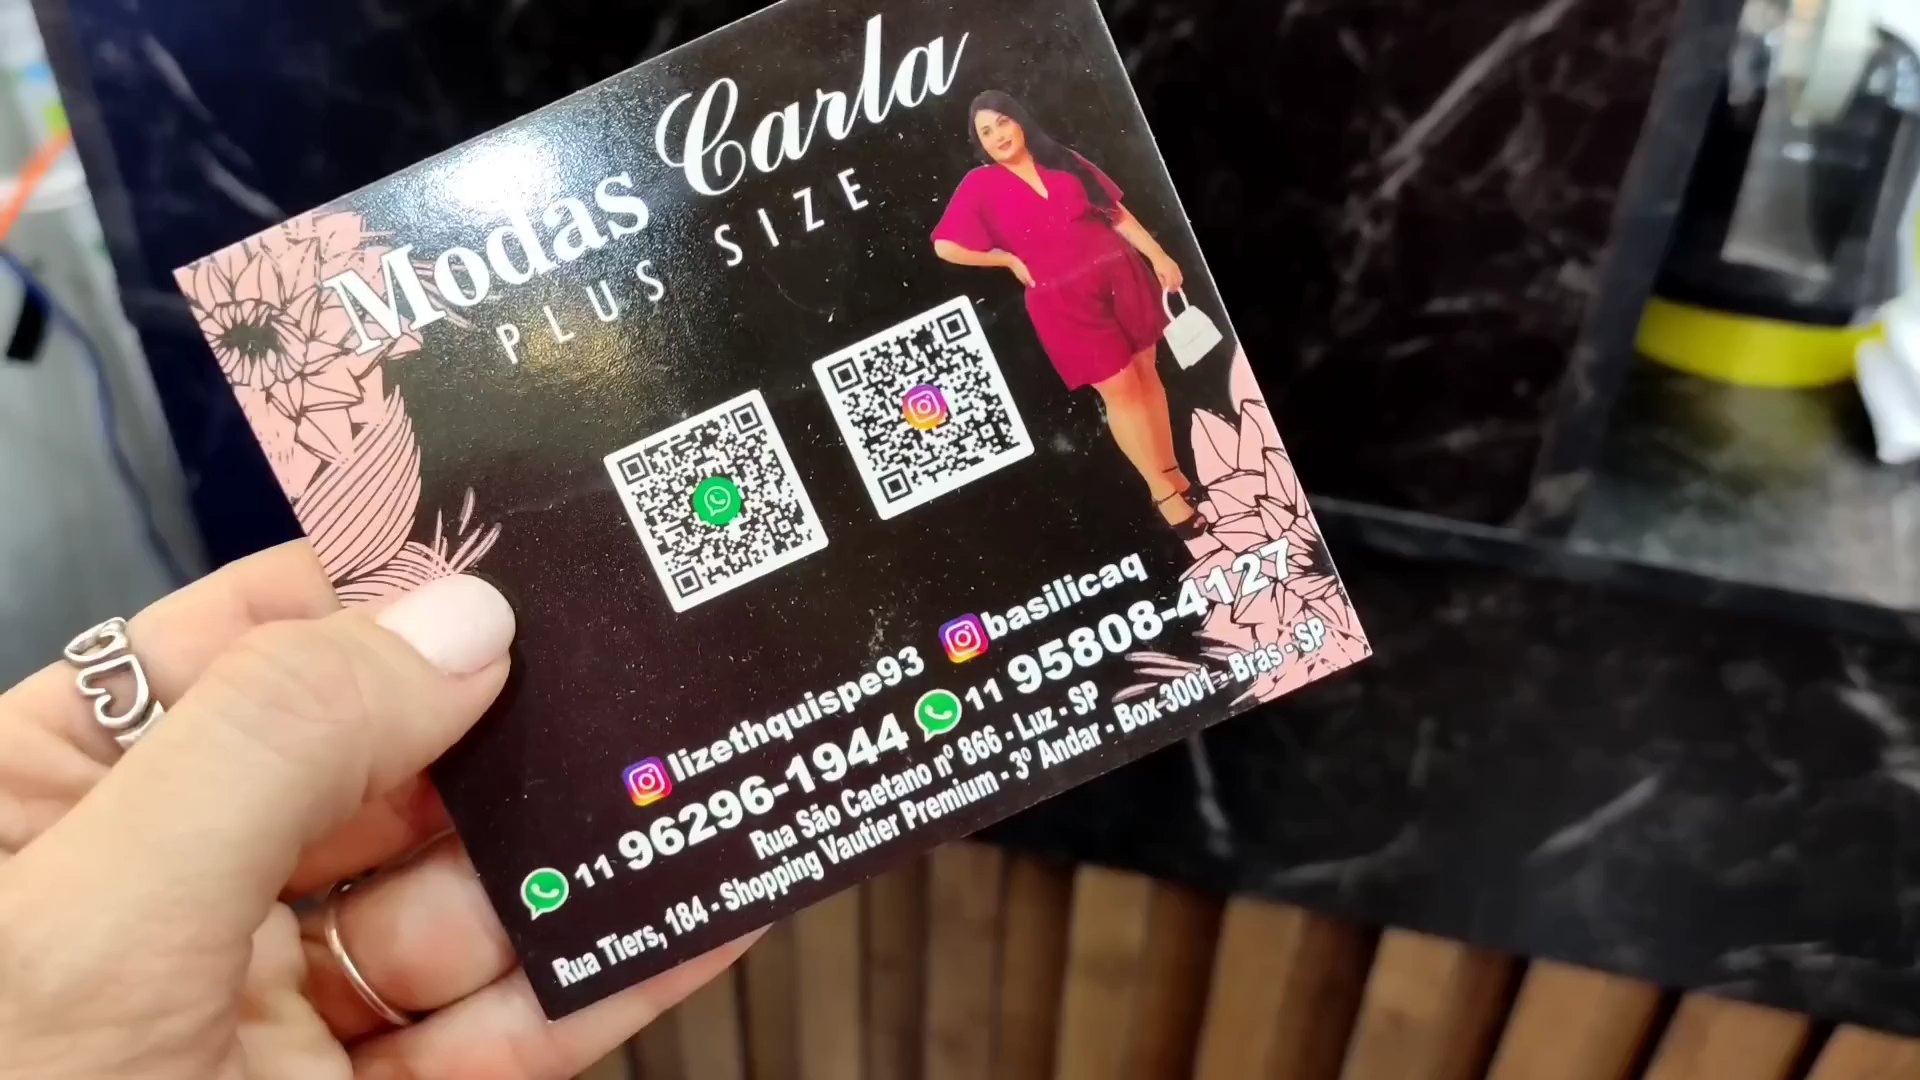 Modas Carla
PLUS SIZE
lizethquispe93 basilicaq
11 96296-1944 11 95808-4127
Rua São Caetano nº 866 - Luz - SP
Rua Tiers, 184 - Shopping Vautier Premium - 3º Andar - Box-3001 - Brás - SP